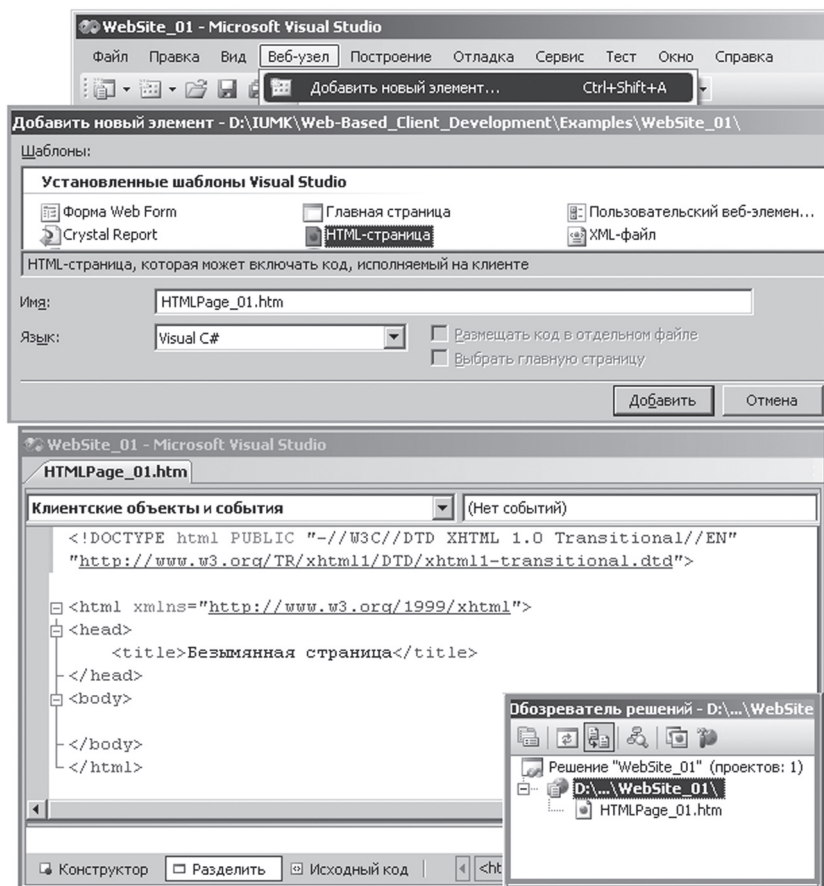 WebSite_01 - Microsoft Visual Studio
Файл Правка Вид Веб-узел Построение Отладка Сервис Тест Окно Справка
Добавить новый элемент... Ctrl+Shift+A
Добавить новый элемент - D:\IUMK\Web-Based_Client_Development\Examples\WebSite_01\
Шаблоны:
Установленные шаблоны Visual Studio
Форма Web Form Главная страница Пользовательский веб-элемен...
Crystal Report HTML-страница XML-файл
HTML-страница, которая может включать код, исполняемый на клиенте
Имя: HTMLPage_01.htm
Язык: Visual C# Размещать код в отдельном файле
Выбрать главную страницу
Добавить Отмена
WebSite_01 - Microsoft Visual Studio
HTMLPage_01.htm
Клиентские объекты и события (Нет событий)
<!DOCTYPE html PUBLIC "-//W3C//DTD XHTML 1.0 Transitional//EN"
"http://www.w3.org/TR/xhtml1/DTD/xhtml1-transitional.dtd">
<html xmlns="http://www.w3.org/1999/xhtml">
<head>
<title>Безымянная страница</title>
</head>
<body>
</body>
</html>
Обозреватель решений - D:\...\WebSite
Решение "WebSite_01" (проектов: 1)
D:\...\WebSite_01\
HTMLPage_01.htm
Конструктор Разделить Исходный код <ht